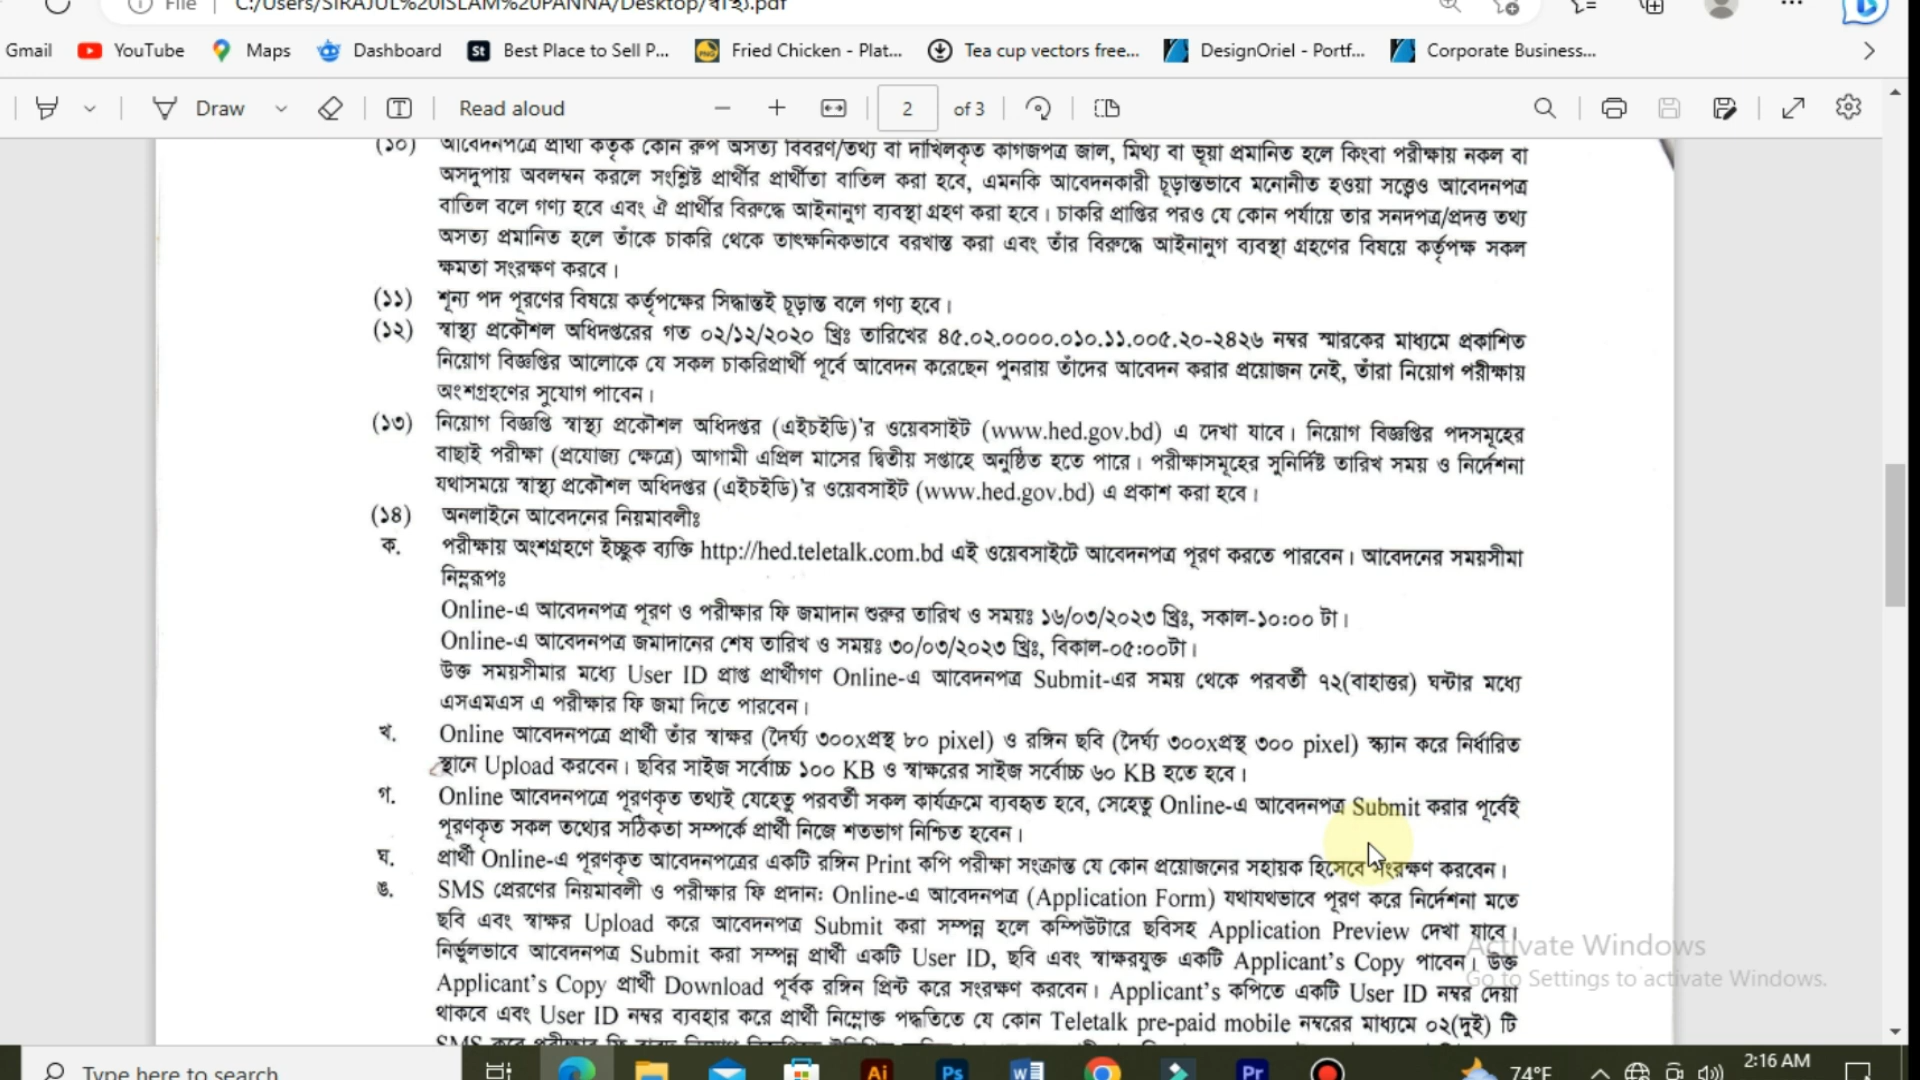 File C:/Users/SIRAJUL%20ISLAM%20PANNA/Desktop/স্বাস্থ্য.pdf
Gmail YouTube Maps Dashboard Best Place to Sell P... Fried Chicken - Plat... Tea cup vectors free... DesignOriel - Portf... Corporate Business...
Draw Read aloud 2 of 3
(১০) আবেদনপত্রে প্রার্থী কর্তৃক কোন রুপ অসত্য বিবরণ/তথ্য বা দাখিলকৃত কাগজপত্র জাল, মিথ্য বা ভূয়া প্রমানিত হলে কিংবা পরীক্ষায় নকল বা
অসদুপায় অবলম্বন করলে সংশ্লিষ্ট প্রার্থীর প্রার্থীতা বাতিল করা হবে, এমনকি আবেদনকারী চূড়ান্তভাবে মনোনীত হওয়া সত্ত্বেও আবেদনপত্র
বাতিল বলে গণ্য হবে এবং ঐ প্রার্থীর বিরুদ্ধে আইনানুগ ব্যবস্থা গ্রহণ করা হবে। চাকরি প্রাপ্তির পরও যে কোন পর্যায়ে তার সনদপত্র/প্রদত্ত তথ্য
অসত্য প্রমানিত হলে তাঁকে চাকরি থেকে তাৎক্ষনিকভাবে বরখাস্ত করা এবং তাঁর বিরুদ্ধে আইনানুগ ব্যবস্থা গ্রহণের বিষয়ে কর্তৃপক্ষ সকল
ক্ষমতা সংরক্ষণ করবে।
(১১) শূন্য পদ পূরণের বিষয়ে কর্তৃপক্ষের সিদ্ধান্তই চূড়ান্ত বলে গণ্য হবে।
(১২) স্বাস্থ্য প্রকৌশল অধিদপ্তরের গত ০২/১২/২০২০ খ্রিঃ তারিখের ৪৫.০২.০০০০.০১০.১১.০০৫.২০-২৪২৬ নম্বর স্মারকের মাধ্যমে প্রকাশিত
নিয়োগ বিজ্ঞপ্তির আলোকে যে সকল চাকরিপ্রার্থী পূর্বে আবেদন করেছেন পুনরায় তাঁদের আবেদন করার প্রয়োজন নেই, তাঁরা নিয়োগ পরীক্ষায়
অংশগ্রহণের সুযোগ পাবেন।
(১৩) নিয়োগ বিজ্ঞপ্তি স্বাস্থ্য প্রকৌশল অধিদপ্তর (এইচইডি)'র ওয়েবসাইট (www.hed.gov.bd) এ দেখা যাবে। নিয়োগ বিজ্ঞপ্তির পদসমূহের
বাছাই পরীক্ষা (প্রযোজ্য ক্ষেত্রে) আগামী এপ্রিল মাসের দ্বিতীয় সপ্তাহে অনুষ্ঠিত হতে পারে। পরীক্ষাসমূহের সুনির্দিষ্ট তারিখ সময় ও নির্দেশনা
যথাসময়ে স্বাস্থ্য প্রকৌশল অধিদপ্তর (এইচইডি)'র ওয়েবসাইট (www.hed.gov.bd) এ প্রকাশ করা হবে।
(১৪) অনলাইনে আবেদনের নিয়মাবলীঃ
ক. পরীক্ষায় অংশগ্রহণে ইচ্ছুক ব্যক্তি http://hed.teletalk.com.bd এই ওয়েবসাইটে আবেদনপত্র পূরণ করতে পারবেন। আবেদনের সময়সীমা
নিম্নরূপঃ
Online-এ আবেদনপত্র পূরণ ও পরীক্ষার ফি জমাদান শুরুর তারিখ ও সময়ঃ ১৬/০৩/২০২৩ খ্রিঃ, সকাল-১০:০০ টা।
Online-এ আবেদনপত্র জমাদানের শেষ তারিখ ও সময়ঃ ৩০/০৩/২০২৩ খ্রিঃ, বিকাল-০৫:০০টা।
উক্ত সময়সীমার মধ্যে User ID প্রাপ্ত প্রার্থীগণ Online-এ আবেদনপত্র Submit-এর সময় থেকে পরবর্তী ৭২(বাহাত্তর) ঘন্টার মধ্যে
এসএমএস এ পরীক্ষার ফি জমা দিতে পারবেন।
খ. Online আবেদনপত্রে প্রার্থী তাঁর স্বাক্ষর (দৈর্ঘ্য ৩০০xপ্রস্থ ৮০ pixel) ও রঙ্গিন ছবি (দৈর্ঘ্য ৩০০xপ্রস্থ ৩০০ pixel) স্ক্যান করে নির্ধারিত
স্থানে Upload করবেন। ছবির সাইজ সর্বোচ্চ ১০০ KB ও স্বাক্ষরের সাইজ সর্বোচ্চ ৬০ KB হতে হবে।
গ. Online আবেদনপত্রে পূরণকৃত তথ্যই যেহেতু পরবর্তী সকল কার্যক্রমে ব্যবহৃত হবে, সেহেতু Online-এ আবেদনপত্র Submit করার পূর্বেই
পূরণকৃত সকল তথ্যের সঠিকতা সম্পর্কে প্রার্থী নিজে শতভাগ নিশ্চিত হবেন।
ঘ. প্রার্থী Online-এ পূরণকৃত আবেদনপত্রের একটি রঙ্গিন Print কপি পরীক্ষা সংক্রান্ত যে কোন প্রয়োজনের সহায়ক হিসেবে সংরক্ষণ করবেন।
ঙ. SMS প্রেরণের নিয়মাবলী ও পরীক্ষার ফি প্রদান: Online-এ আবেদনপত্র (Application Form) যথাযথভাবে পূরণ করে নির্দেশনা মতে
ছবি এবং স্বাক্ষর Upload করে আবেদনপত্র Submit করা সম্পন্ন হলে কম্পিউটারে ছবিসহ Application Preview দেখা যাবে।
নির্ভুলভাবে আবেদনপত্র Submit করা সম্পন্ন প্রার্থী একটি User ID, ছবি এবং স্বাক্ষরযুক্ত একটি Applicant's Copy পাবেন। উক্ত
Applicant's Copy প্রার্থী Download পূর্বক রঙ্গিন প্রিন্ট করে সংরক্ষণ করবেন। Applicant's কপিতে একটি User ID নম্বর দেয়া
থাকবে এবং User ID নম্বর ব্যবহার করে প্রার্থী নিম্নোক্ত পদ্ধতিতে যে কোন Teletalk pre-paid mobile নম্বরের মাধ্যমে ০২(দুই) টি
SMS করে পরীক্ষার ফি
Activate Windows
Go to Settings to activate Windows.
Type here to search 74°F 2:16 AM